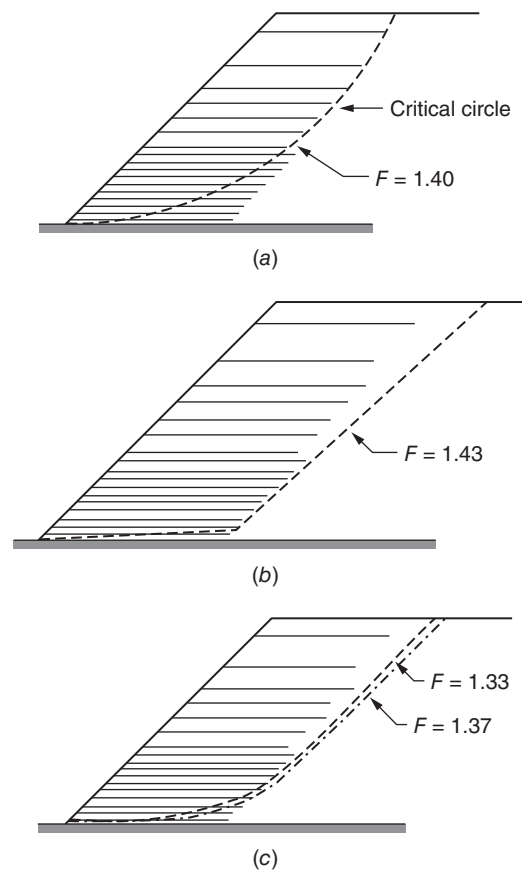 Critical circle
F = 1.40
(a)
F = 1.43
(b)
F = 1.33
F = 1.37
(c)